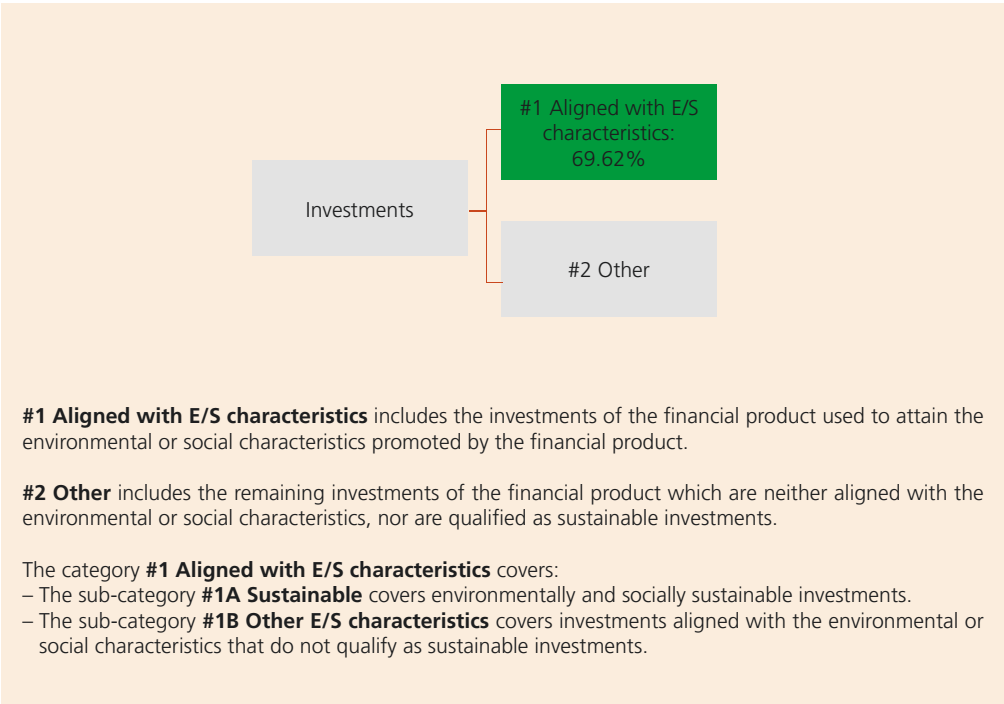 #1 Aligned with E/S
characteristics:
69.62%
Investments
#2 Other
#1 Aligned with E/S characteristics includes the investments of the financial product used to attain the
environmental or social characteristics promoted by the financial product.
#2 Other includes the remaining investments of the financial product which are neither aligned with the
environmental or social characteristics, nor are qualified as sustainable investments.
The category #1 Aligned with E/S characteristics covers:
– The sub-category #1A Sustainable covers environmentally and socially sustainable investments.
– The sub-category #1B Other E/S characteristics covers investments aligned with the environmental or
social characteristics that do not qualify as sustainable investments.